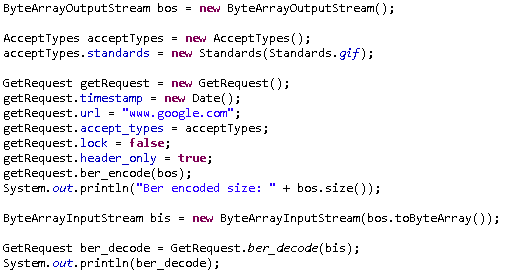 ByteArrayOutputStream bos = new ByteArrayOutputStream();
AcceptTypes acceptTypes = new AcceptTypes();
acceptTypes.standards = new Standards(Standards.gif);
GetRequest getRequest = new GetRequest();
getRequest.timestamp = new Date();
getRequest.url = "www.google.com";
getRequest.accept_types = acceptTypes;
getRequest.lock = false;
getRequest.header_only = true;
getRequest.ber_encode(bos);
System.out.println("Ber encoded size: " + bos.size());
ByteArrayInputStream bis = new ByteArrayInputStream(bos.toByteArray());
GetRequest ber_decode = GetRequest.ber_decode(bis);
System.out.println(ber_decode);